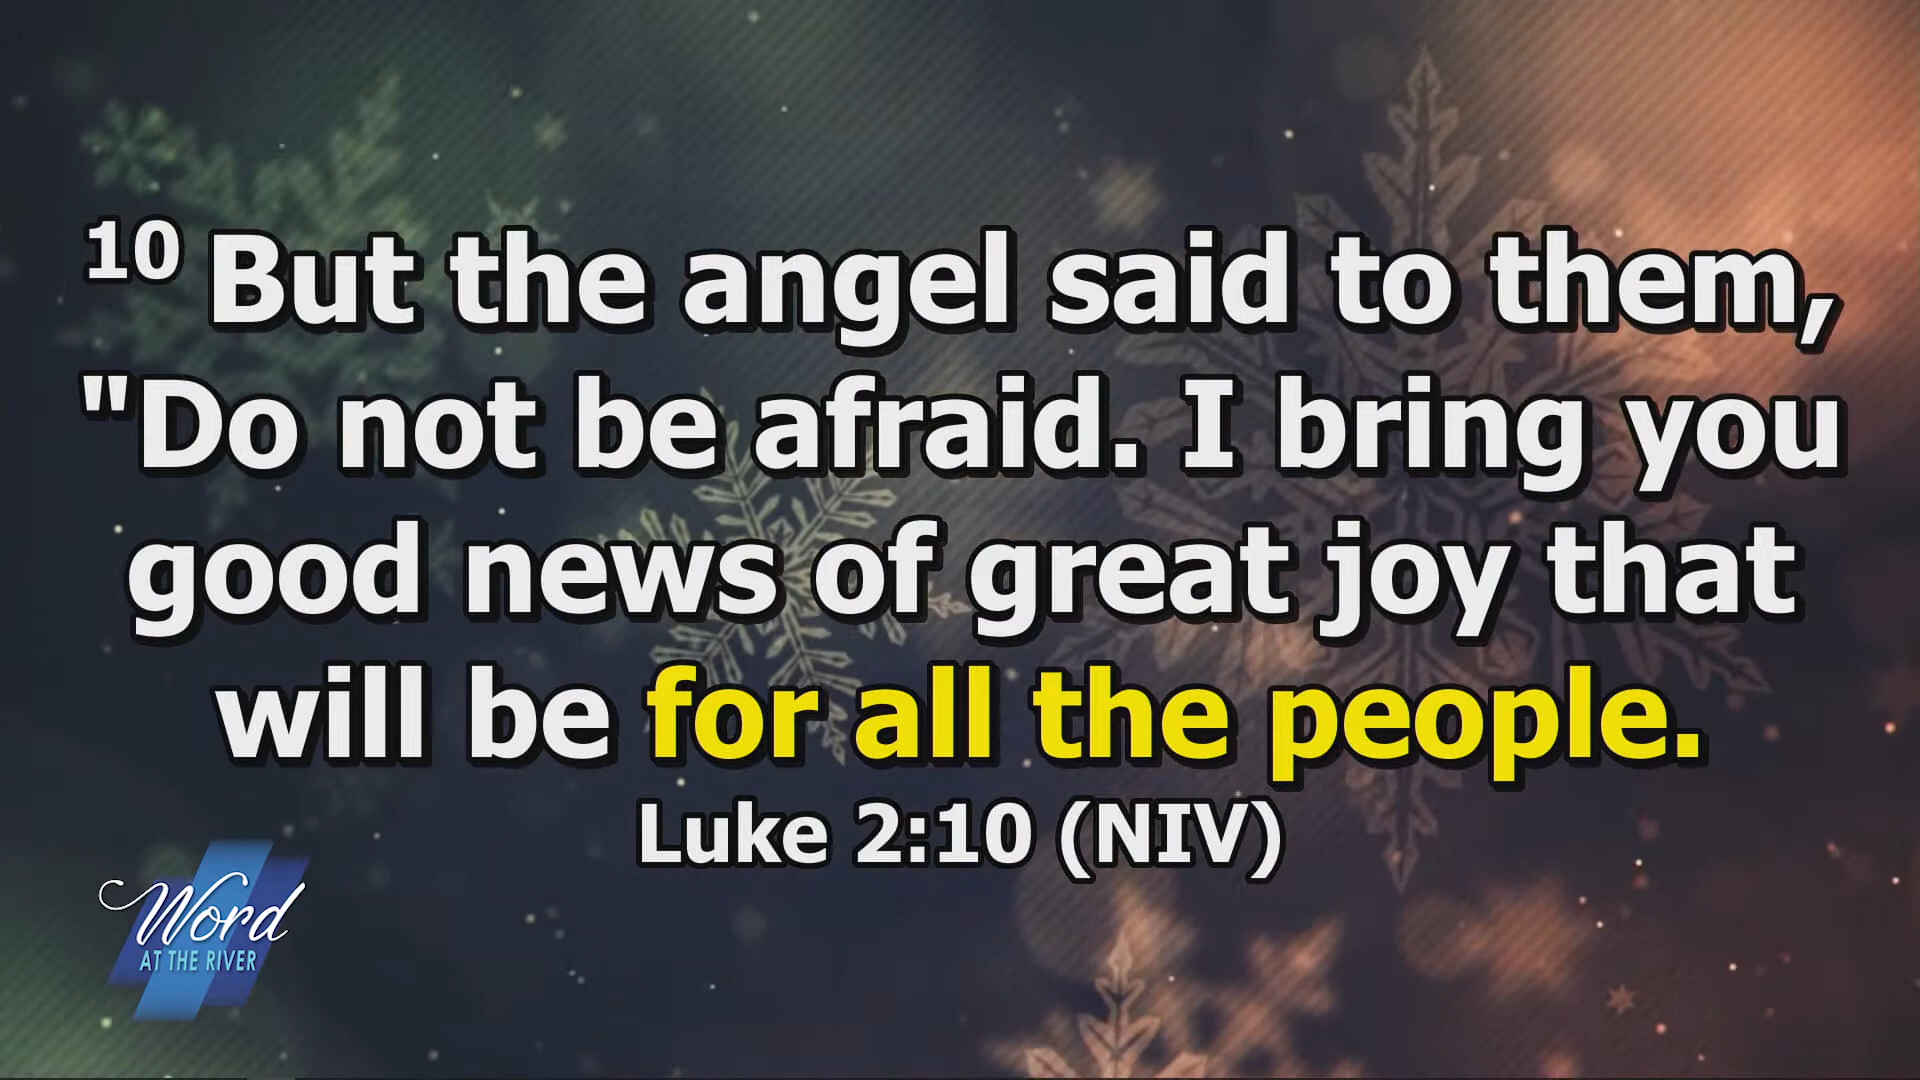 10 But the angel said to them,
"Do not be afraid. I bring you
good news of great joy that
will be for all the people.
Luke 2:10 (NIV)
Word
AT THE RIVER